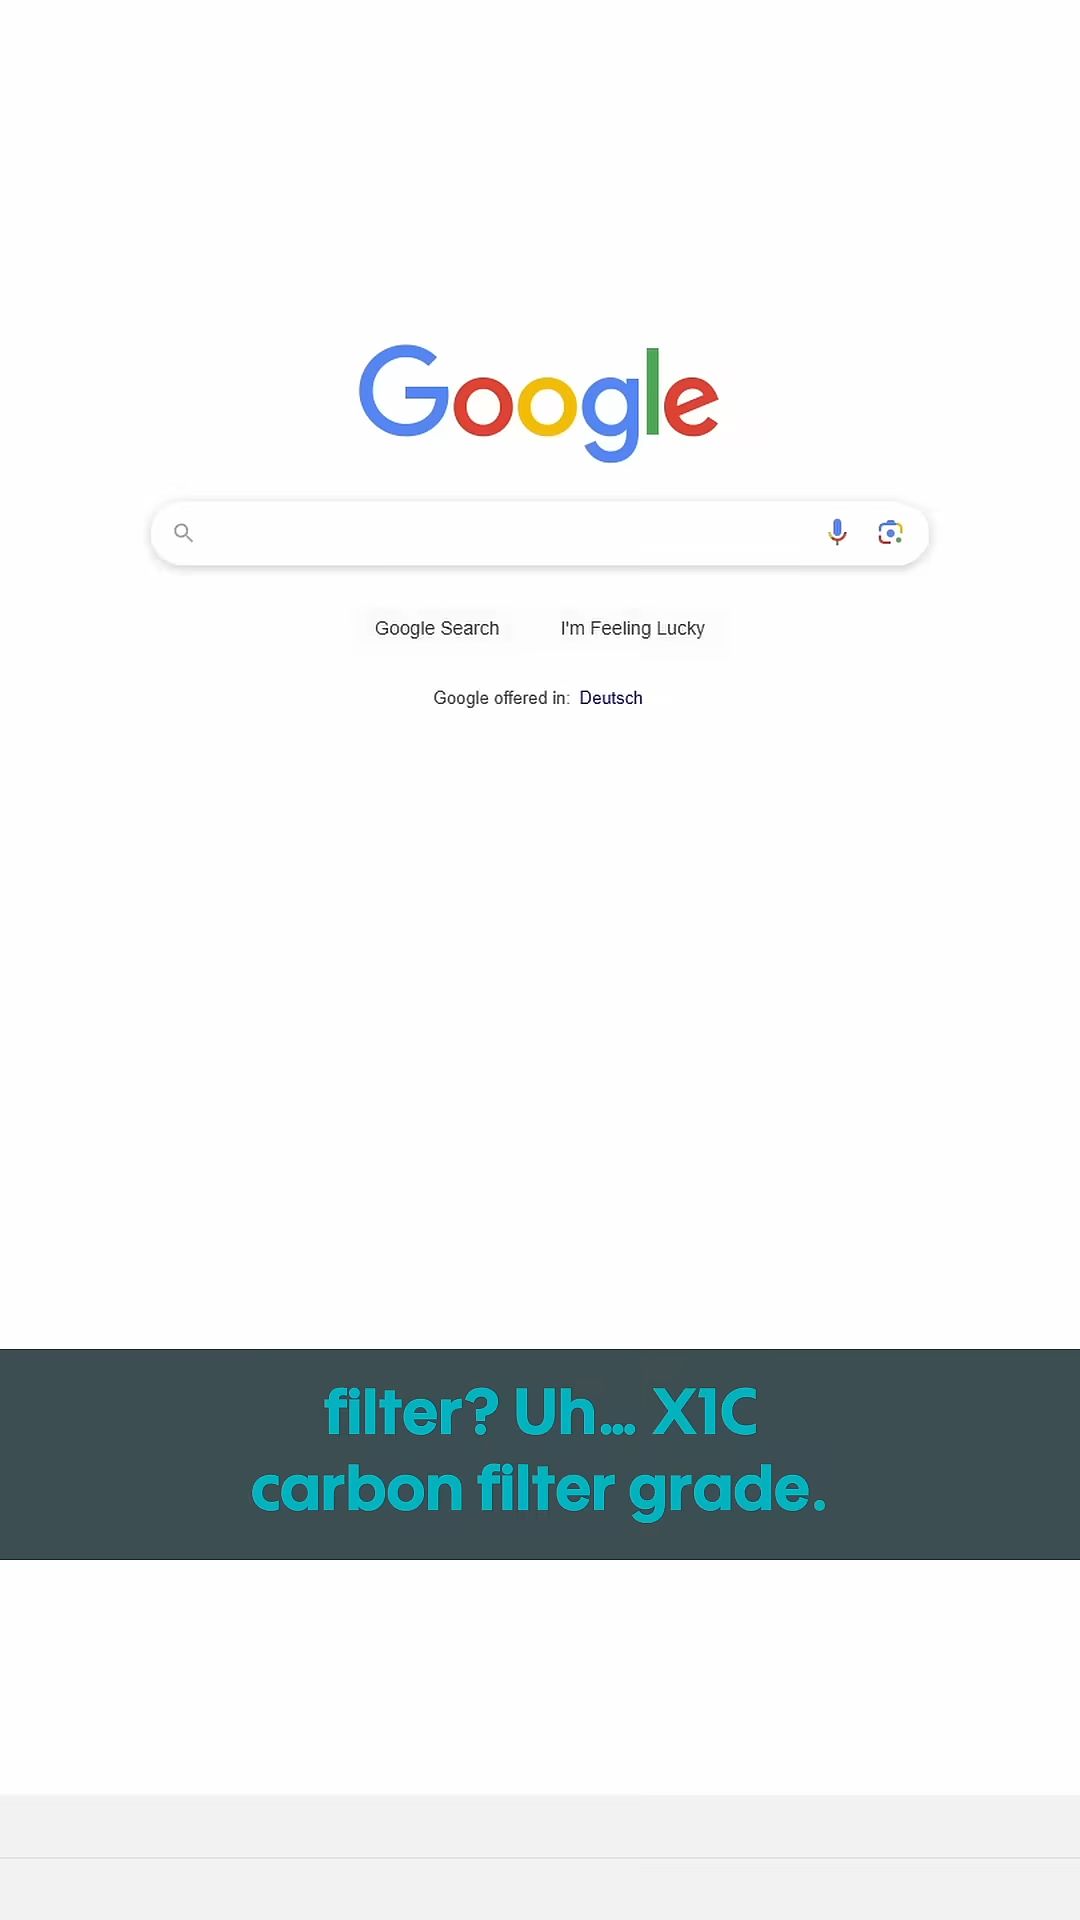 Google
Google Search
I'm Feeling Lucky
Google offered in: Deutsch
filter? Uh... X1C
carbon filter grade.